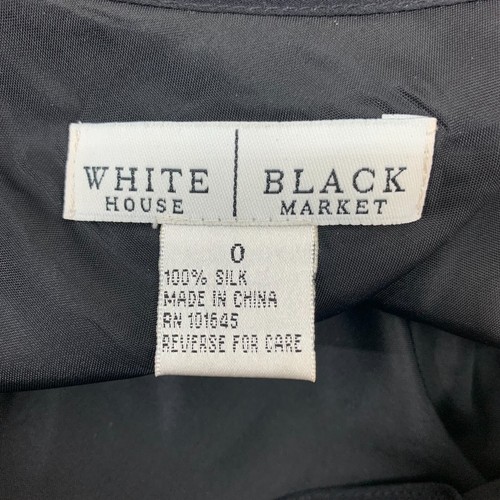 WHITE | BLACK
HOUSE MARKET
0
100% SILK
MADE IN CHINA
RN 101645
REVERSE FOR CARE